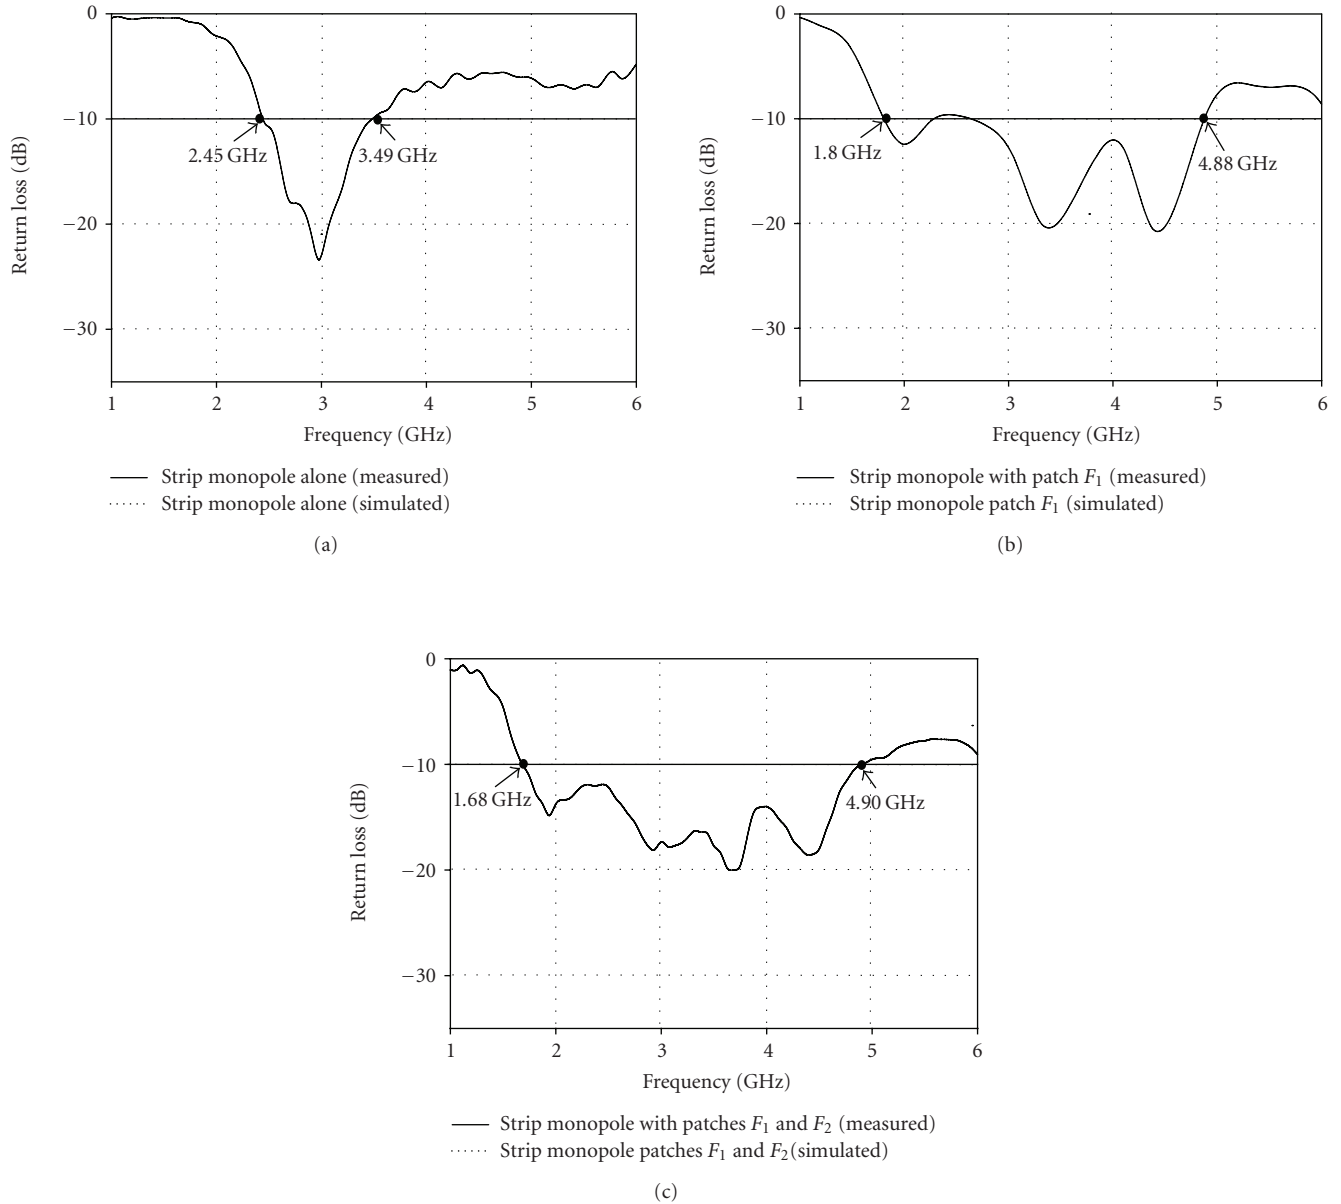 0
−10
−20
−30
Return loss (dB)
2.45 GHz
3.49 GHz
1 2 3 4 5 6
Frequency (GHz)
Strip monopole alone (measured)
Strip monopole alone (simulated)
(a)
0
−10
−20
−30
Return loss (dB)
1.8 GHz
4.88 GHz
1 2 3 4 5 6
Frequency (GHz)
Strip monopole with patch F1 (measured)
Strip monopole patch F1 (simulated)
(b)
0
−10
−20
−30
Return loss (dB)
1.68 GHz
4.90 GHz
1 2 3 4 5 6
Frequency (GHz)
Strip monopole with patches F1 and F2 (measured)
Strip monopole patches F1 and F2(simulated)
(c)